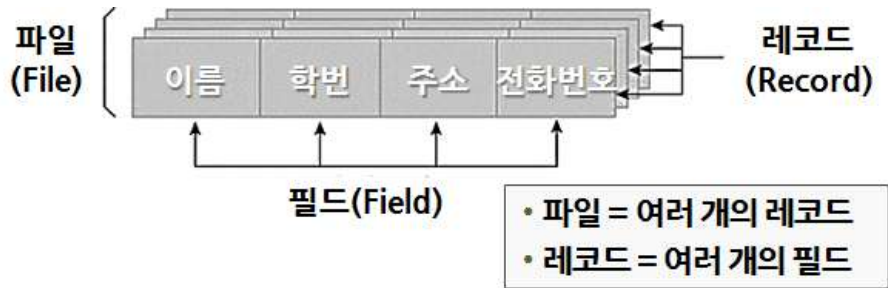 파일
(File)
이름 학번 주소 전화번호
레코드
(Record)
필드(Field)
• 파일 = 여러 개의 레코드
• 레코드 = 여러 개의 필드